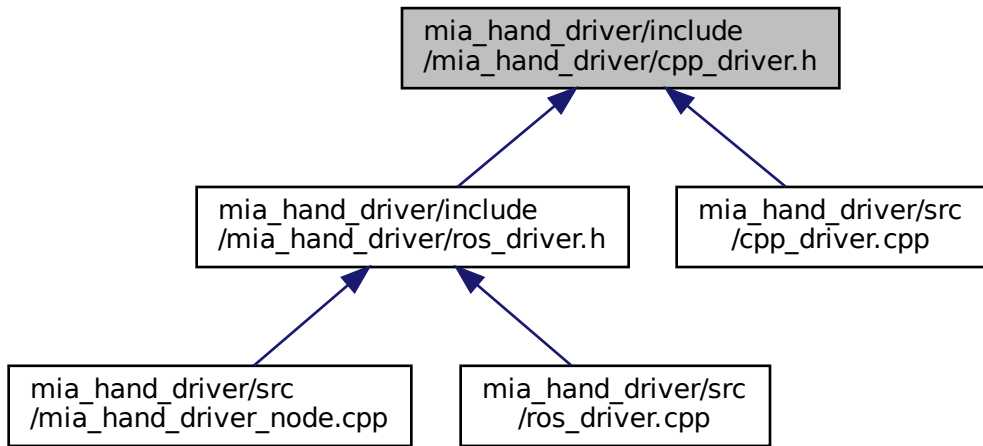 mia_hand_driver/include
/mia_hand_driver/cpp_driver.h
mia_hand_driver/include
/mia_hand_driver/ros_driver.h
mia_hand_driver/src
/cpp_driver.cpp
mia_hand_driver/src
/mia_hand_driver_node.cpp
mia_hand_driver/src
/ros_driver.cpp